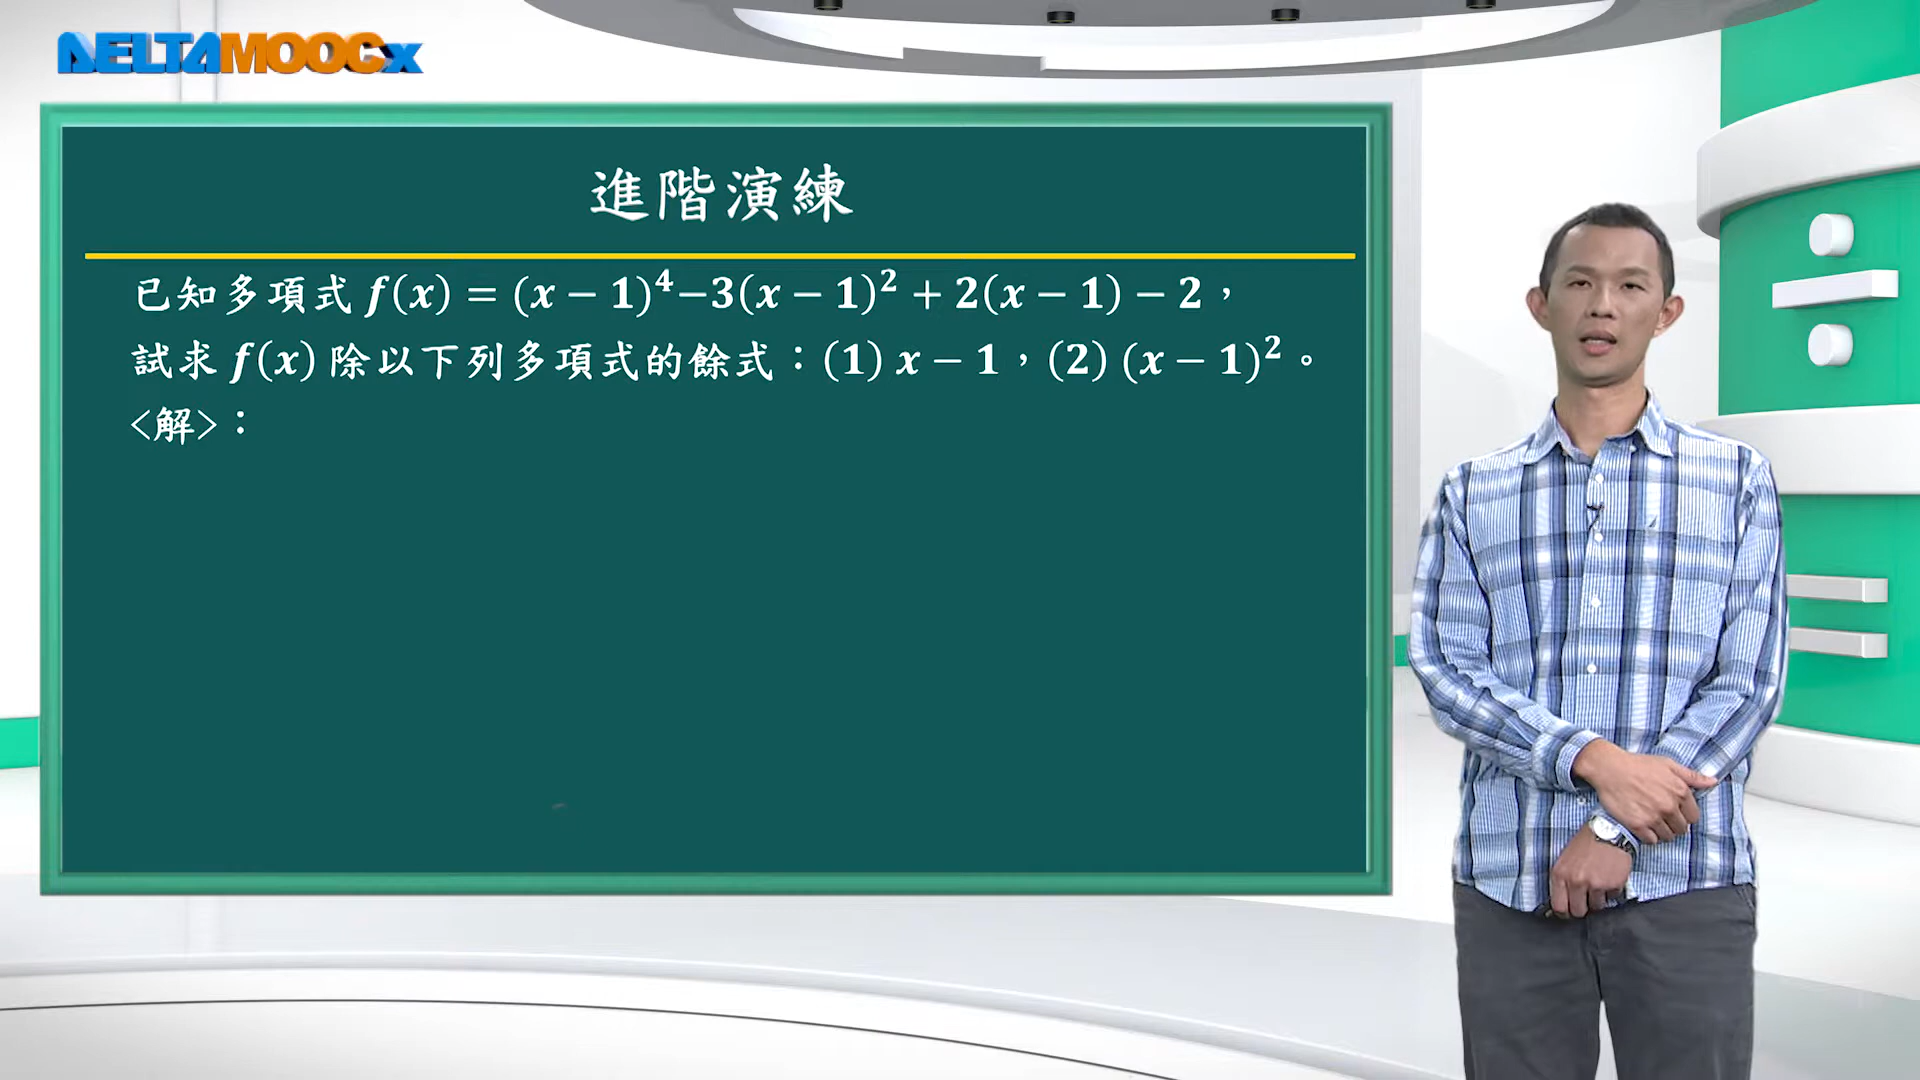 DELTAMOOCx
進階演練
已知多項式 f(x) = (x − 1)⁴−3(x − 1)² + 2(x − 1) − 2，
試求 f(x) 除以下列多項式的餘式：(1) x − 1，(2) (x − 1)²。
<解>：